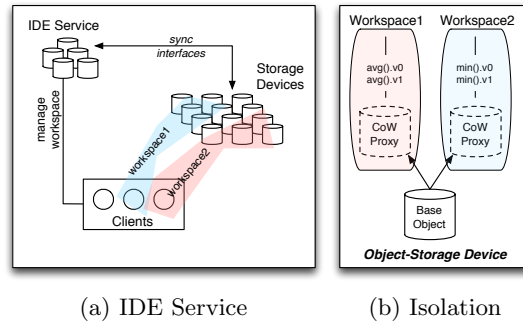 IDE Service
sync
interfaces
Storage
Devices
manage
workspace
workspace1
workspace2
Clients
(a) IDE Service
Workspace1
Workspace2
avg().v0
avg().v1
min().v0
min().v1
CoW
Proxy
CoW
Proxy
Base
Object
Object-Storage Device
(b) Isolation